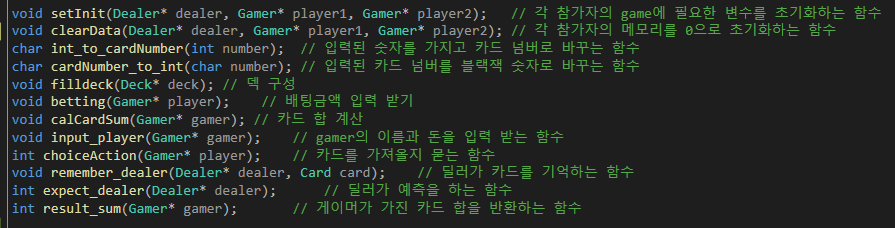 void setInit(Dealer* dealer, Gamer* player1, Gamer* player2);   // 각 참가자의 game에 필요한 변수를 초기화하는 함수
void clearData(Dealer* dealer, Gamer* player1, Gamer* player2); // 각 참가자의 메모리를 0으로 초기화하는 함수
char int_to_cardNumber(int number);  // 입력된 숫자를 가지고 카드 넘버로 바꾸는 함수
int cardNumber_to_int(char number); // 입력된 카드 넘버를 블랙잭 숫자로 바꾸는 함수
void filldeck(Deck* deck); // 덱 구성
void betting(Gamer* player);    // 배팅금액 입력 받기
void calCardSum(Gamer* gamer); // 카드 합 계산
void input_player(Gamer* gamer);    // gamer의 이름과 돈을 입력 받는 함수
int choiceAction(Gamer* player);    // 카드를 가져올지 묻는 함수
void remember_dealer(Dealer* dealer, Card card);    // 딜러가 카드를 기억하는 함수
int expect_dealer(Dealer* dealer);      // 딜러가 예측을 하는 함수
int result_sum(Gamer* gamer);       // 게이머가 가진 카드 합을 반환하는 함수